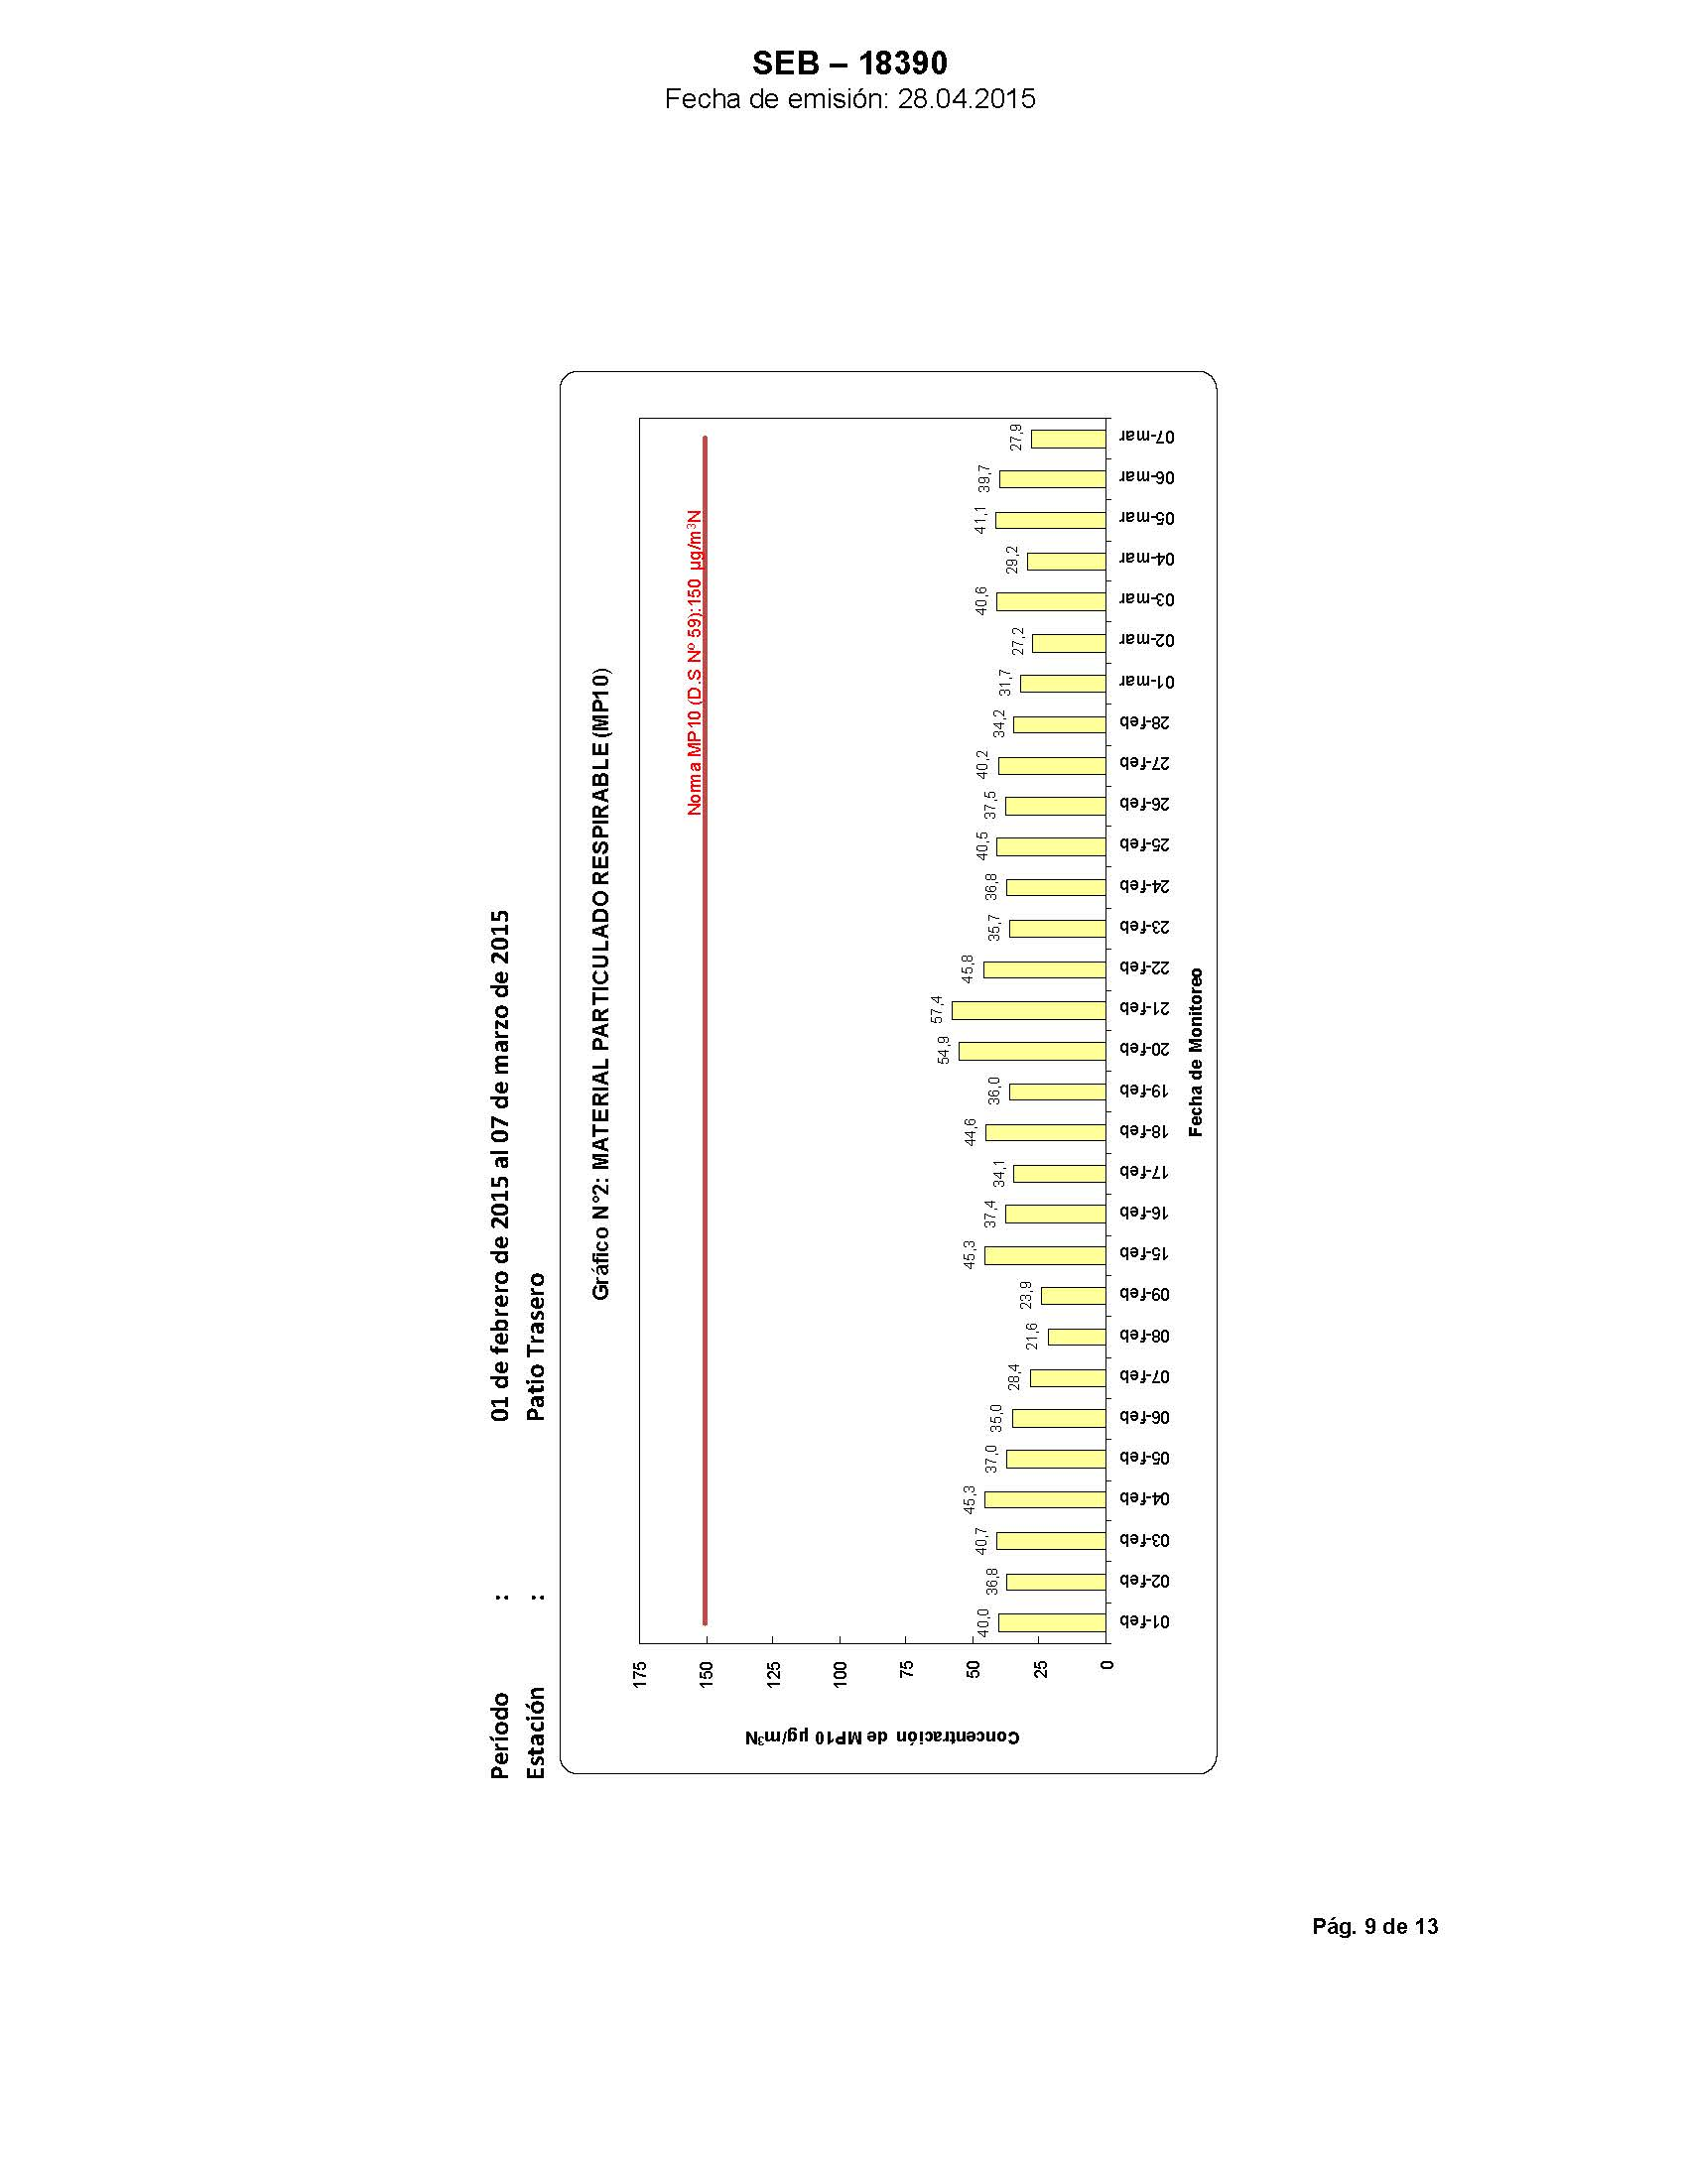 SEB – 18390
Fecha de emisión: 28.04.2015
Período : 01 de febrero de 2015 al 07 de marzo de 2015
Estación : Patio Trasero
Gráfico N°2: MATERIAL PARTICULADO RESPIRABLE (MP10)
Norma MP10 (D.S Nº 59):150 µg/m³N
Concentración de MP10 µg/m³N
175
150
125
100
75
50
25
0
40,0
36,8
40,7
45,3
37,0
35,0
28,4
21,6
23,9
45,3
37,4
34,1
44,6
36,0
54,9
57,4
45,8
35,7
36,8
40,5
37,5
40,2
34,2
31,7
27,2
40,6
29,2
41,1
39,7
27,9
01-feb
02-feb
03-feb
04-feb
05-feb
06-feb
07-feb
08-feb
09-feb
15-feb
16-feb
17-feb
18-feb
19-feb
20-feb
21-feb
22-feb
23-feb
24-feb
25-feb
26-feb
27-feb
28-feb
01-mar
02-mar
03-mar
04-mar
05-mar
06-mar
07-mar
Fecha de Monitoreo
Pág. 9 de 13